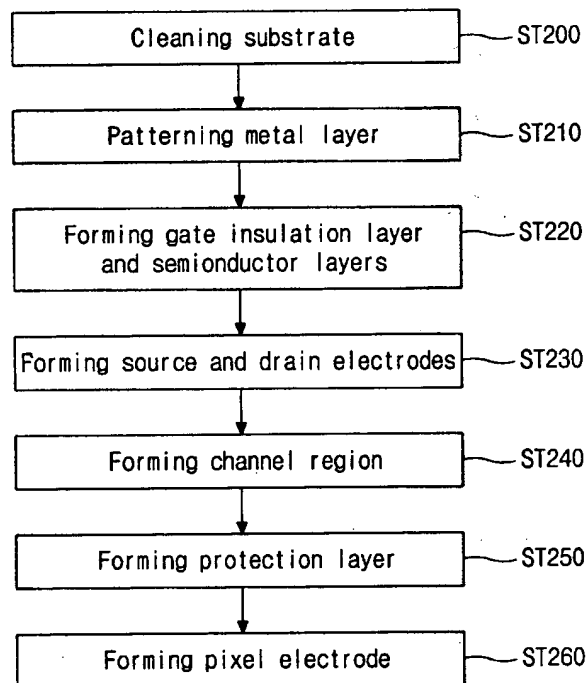 Cleaning substrate
ST200
Patterning metal layer
ST210
Forming gate insulation layer
and semionductor layers
ST220
Forming source and drain electrodes
ST230
Forming channel region
ST240
Forming protection layer
ST250
Forming pixel electrode
ST260